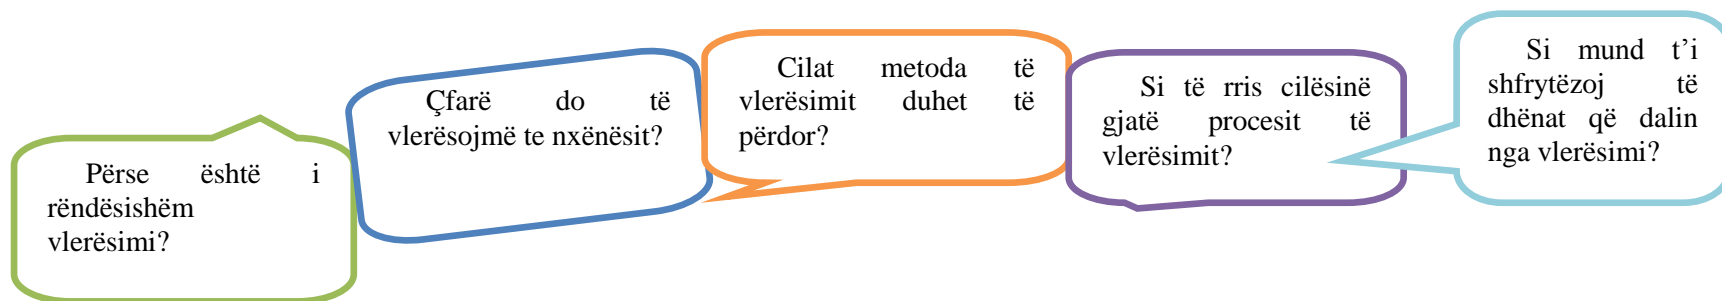 Përse është i
rëndësishëm
vlerësimi?
Çfarë do të
vlerësojmë te nxënësit?
Cilat metoda të
vlerësimit duhet të
përdor?
Si të rris cilësinë
gjatë procesit të
vlerësimit?
Si mund t’i
shfrytëzoj të
dhënat që dalin
nga vlerësimi?